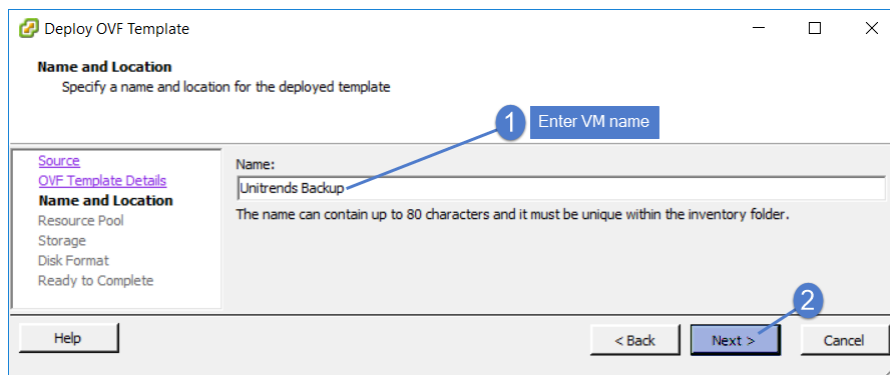 Deploy OVF Template
Name and Location
Specify a name and location for the deployed template
1 Enter VM name
Source
OVF Template Details
Name and Location
Resource Pool
Storage
Disk Format
Ready to Complete
Name:
Unitrends Backup
The name can contain up to 80 characters and it must be unique within the inventory folder.
2
Help
< Back
Next >
Cancel